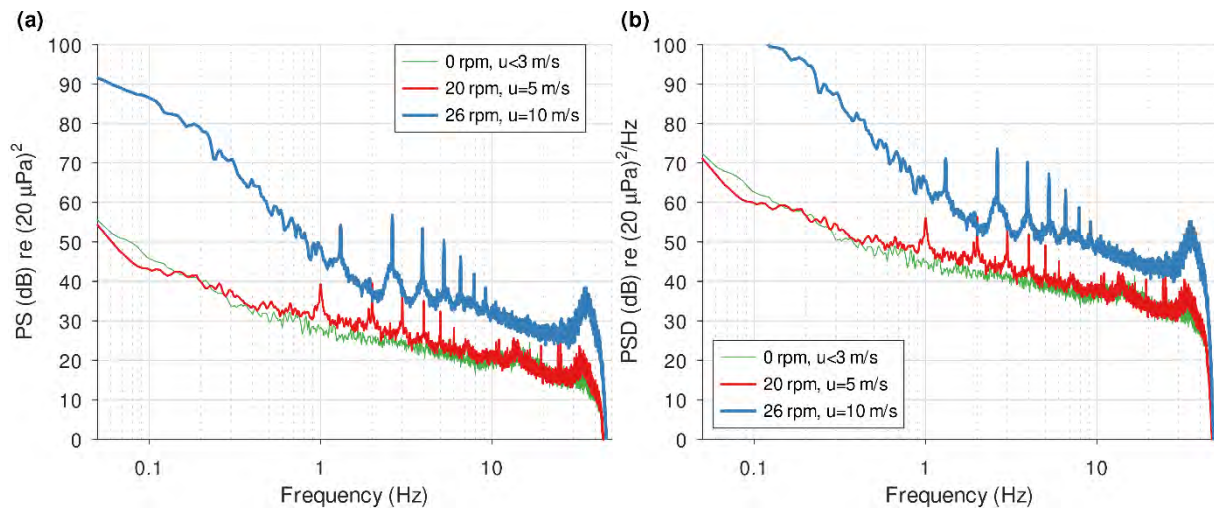 (a)
PS (dB) re (20 μPa)²
100
90
80
70
60
50
40
30
20
10
0
0 rpm, u<3 m/s
20 rpm, u=5 m/s
26 rpm, u=10 m/s
0.1
1
10
Frequency (Hz)
(b)
PSD (dB) re (20 μPa)²/Hz
100
90
80
70
60
50
40
30
20
10
0
0 rpm, u<3 m/s
20 rpm, u=5 m/s
26 rpm, u=10 m/s
0.1
1
10
Frequency (Hz)